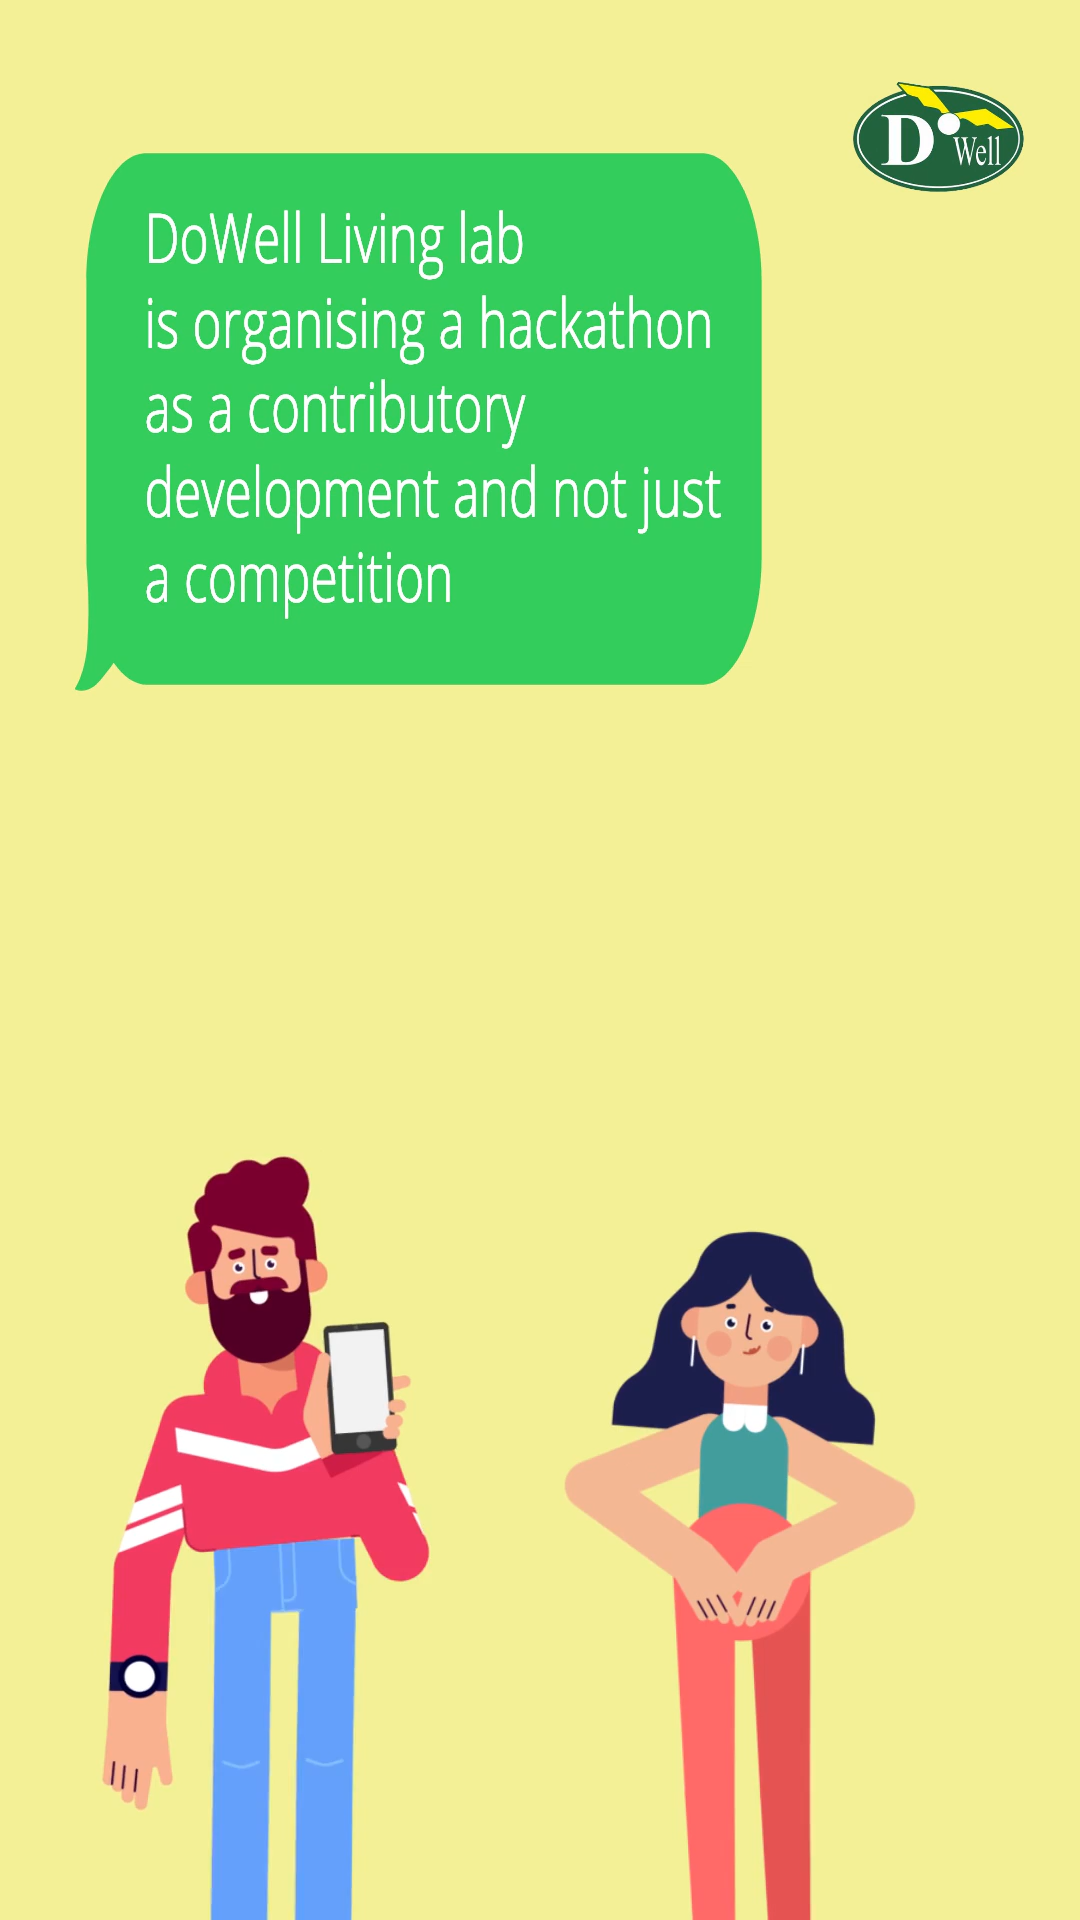 D Well
DoWell Living lab
is organising a hackathon
as a contributory
development and not just
a competition